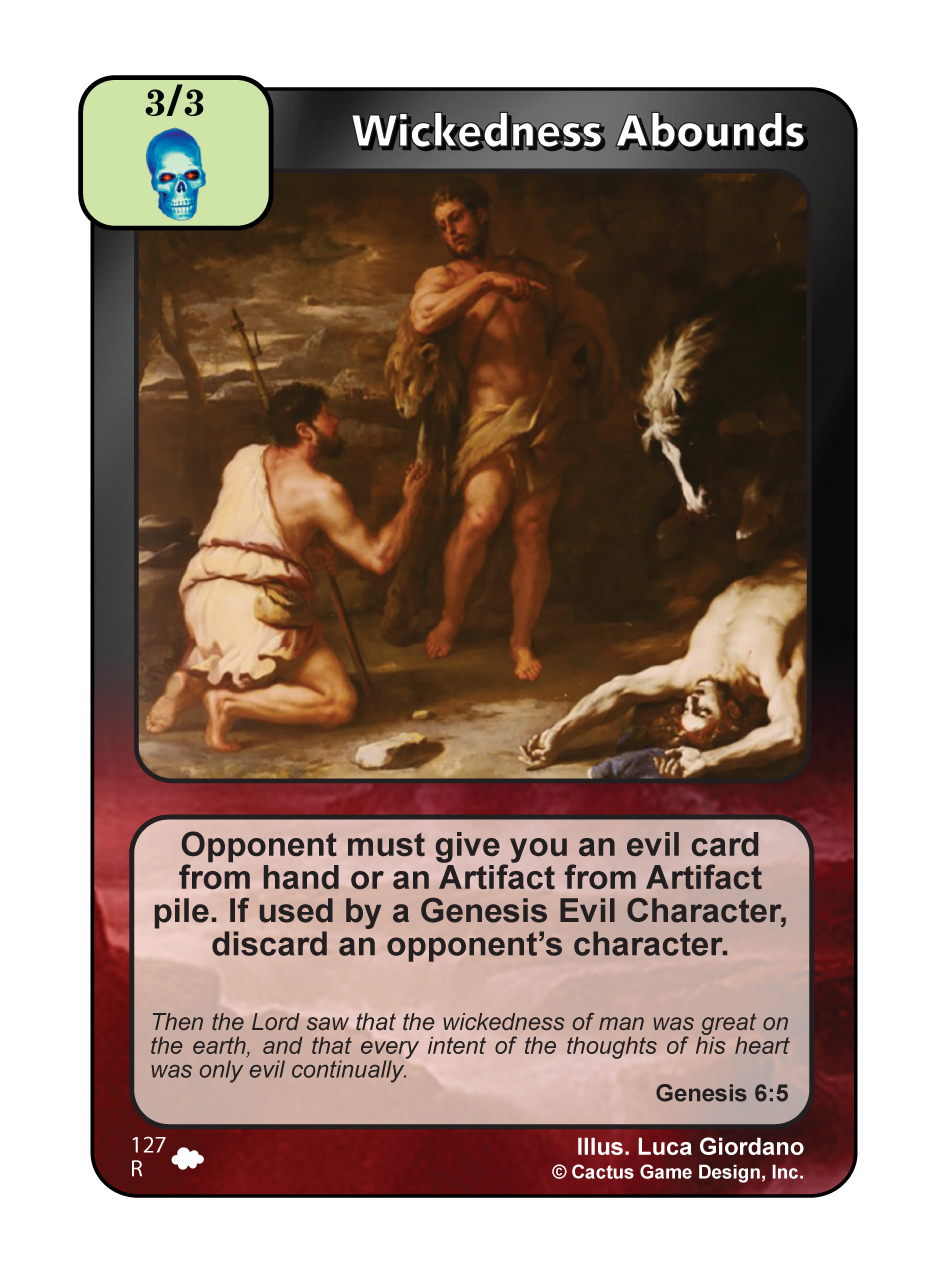 3/3
Wickedness Abounds
Opponent must give you an evil card
from hand or an Artifact from Artifact
pile. If used by a Genesis Evil Character,
discard an opponent's character.
Then the Lord saw that the wickedness of man was great on
the earth, and that every intent of the thoughts of his heart
was only evil continually.
Genesis 6:5
127
R
Illus. Luca Giordano
© Cactus Game Design, Inc.